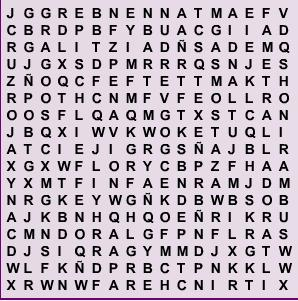 J G G R E B N E N N A T M A E F V
C B R D P B F Y B U A C G I I A D
R G A L I T Z I A D Ñ S A D E M Q
U J G X S D P M R R R Q S N J E S
Z Ñ O Q C F E F T E T T M A K T H
R P O T H C N M F V F E O L L R O
O O S F L Q A Q M G T X S T C A N
J B Q X I W V K W O K E T U Q L I
A T C I E J I G R G S Ñ A J B L R
X G X W F L O R Y C B P Z F H A A
Y X M T F I N F A E N R A M J D M
N R G K E Y W G Ñ K D B W B S O B
A J K B N H Q H Q O E Ñ R I K R U
C M N D O R A L G F P N F L R A S
D J S I Q R A G Y M M D J X G T W
W L F K Ñ D P R B C T P N K K L W
X R W N W F A R E H C N I R T I X